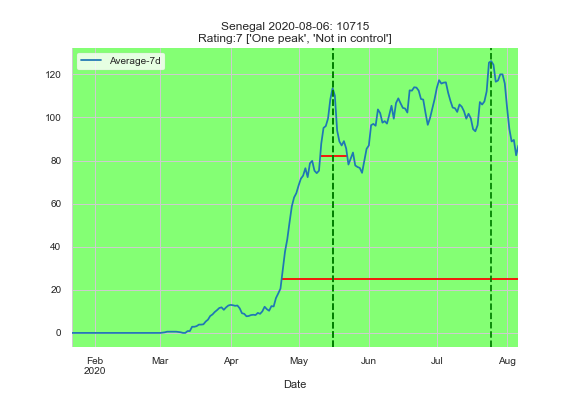 Senegal 2020-08-06: 10715
Rating:7 ['One peak', 'Not in control']
Average-7d
120
100
80
60
40
20
0
Feb Mar Apr May Jun Jul Aug
2020
Date